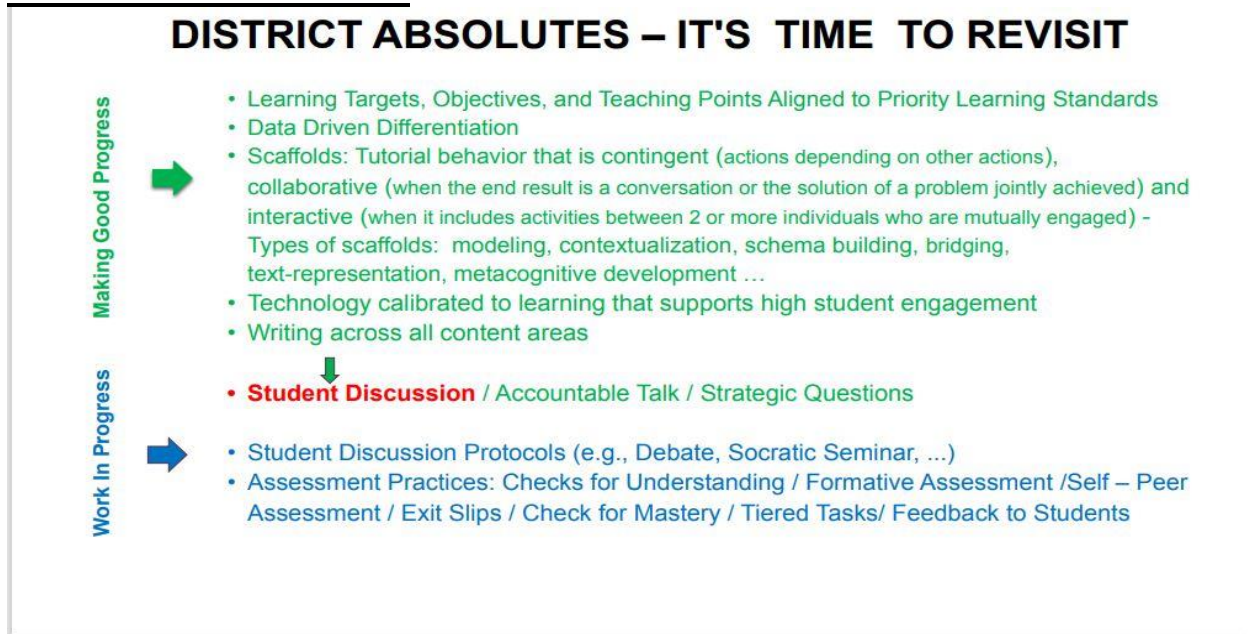 DISTRICT ABSOLUTES – IT'S TIME TO REVISIT
Making Good Progress
• Learning Targets, Objectives, and Teaching Points Aligned to Priority Learning Standards
• Data Driven Differentiation
• Scaffolds: Tutorial behavior that is contingent (actions depending on other actions),
collaborative (when the end result is a conversation or the solution of a problem jointly achieved) and
interactive (when it includes activities between 2 or more individuals who are mutually engaged) -
Types of scaffolds: modeling, contextualization, schema building, bridging,
text-representation, metacognitive development …
• Technology calibrated to learning that supports high student engagement
• Writing across all content areas
• Student Discussion / Accountable Talk / Strategic Questions
Work In Progress
• Student Discussion Protocols (e.g., Debate, Socratic Seminar, ...)
• Assessment Practices: Checks for Understanding / Formative Assessment /Self – Peer
Assessment / Exit Slips / Check for Mastery / Tiered Tasks/ Feedback to Students